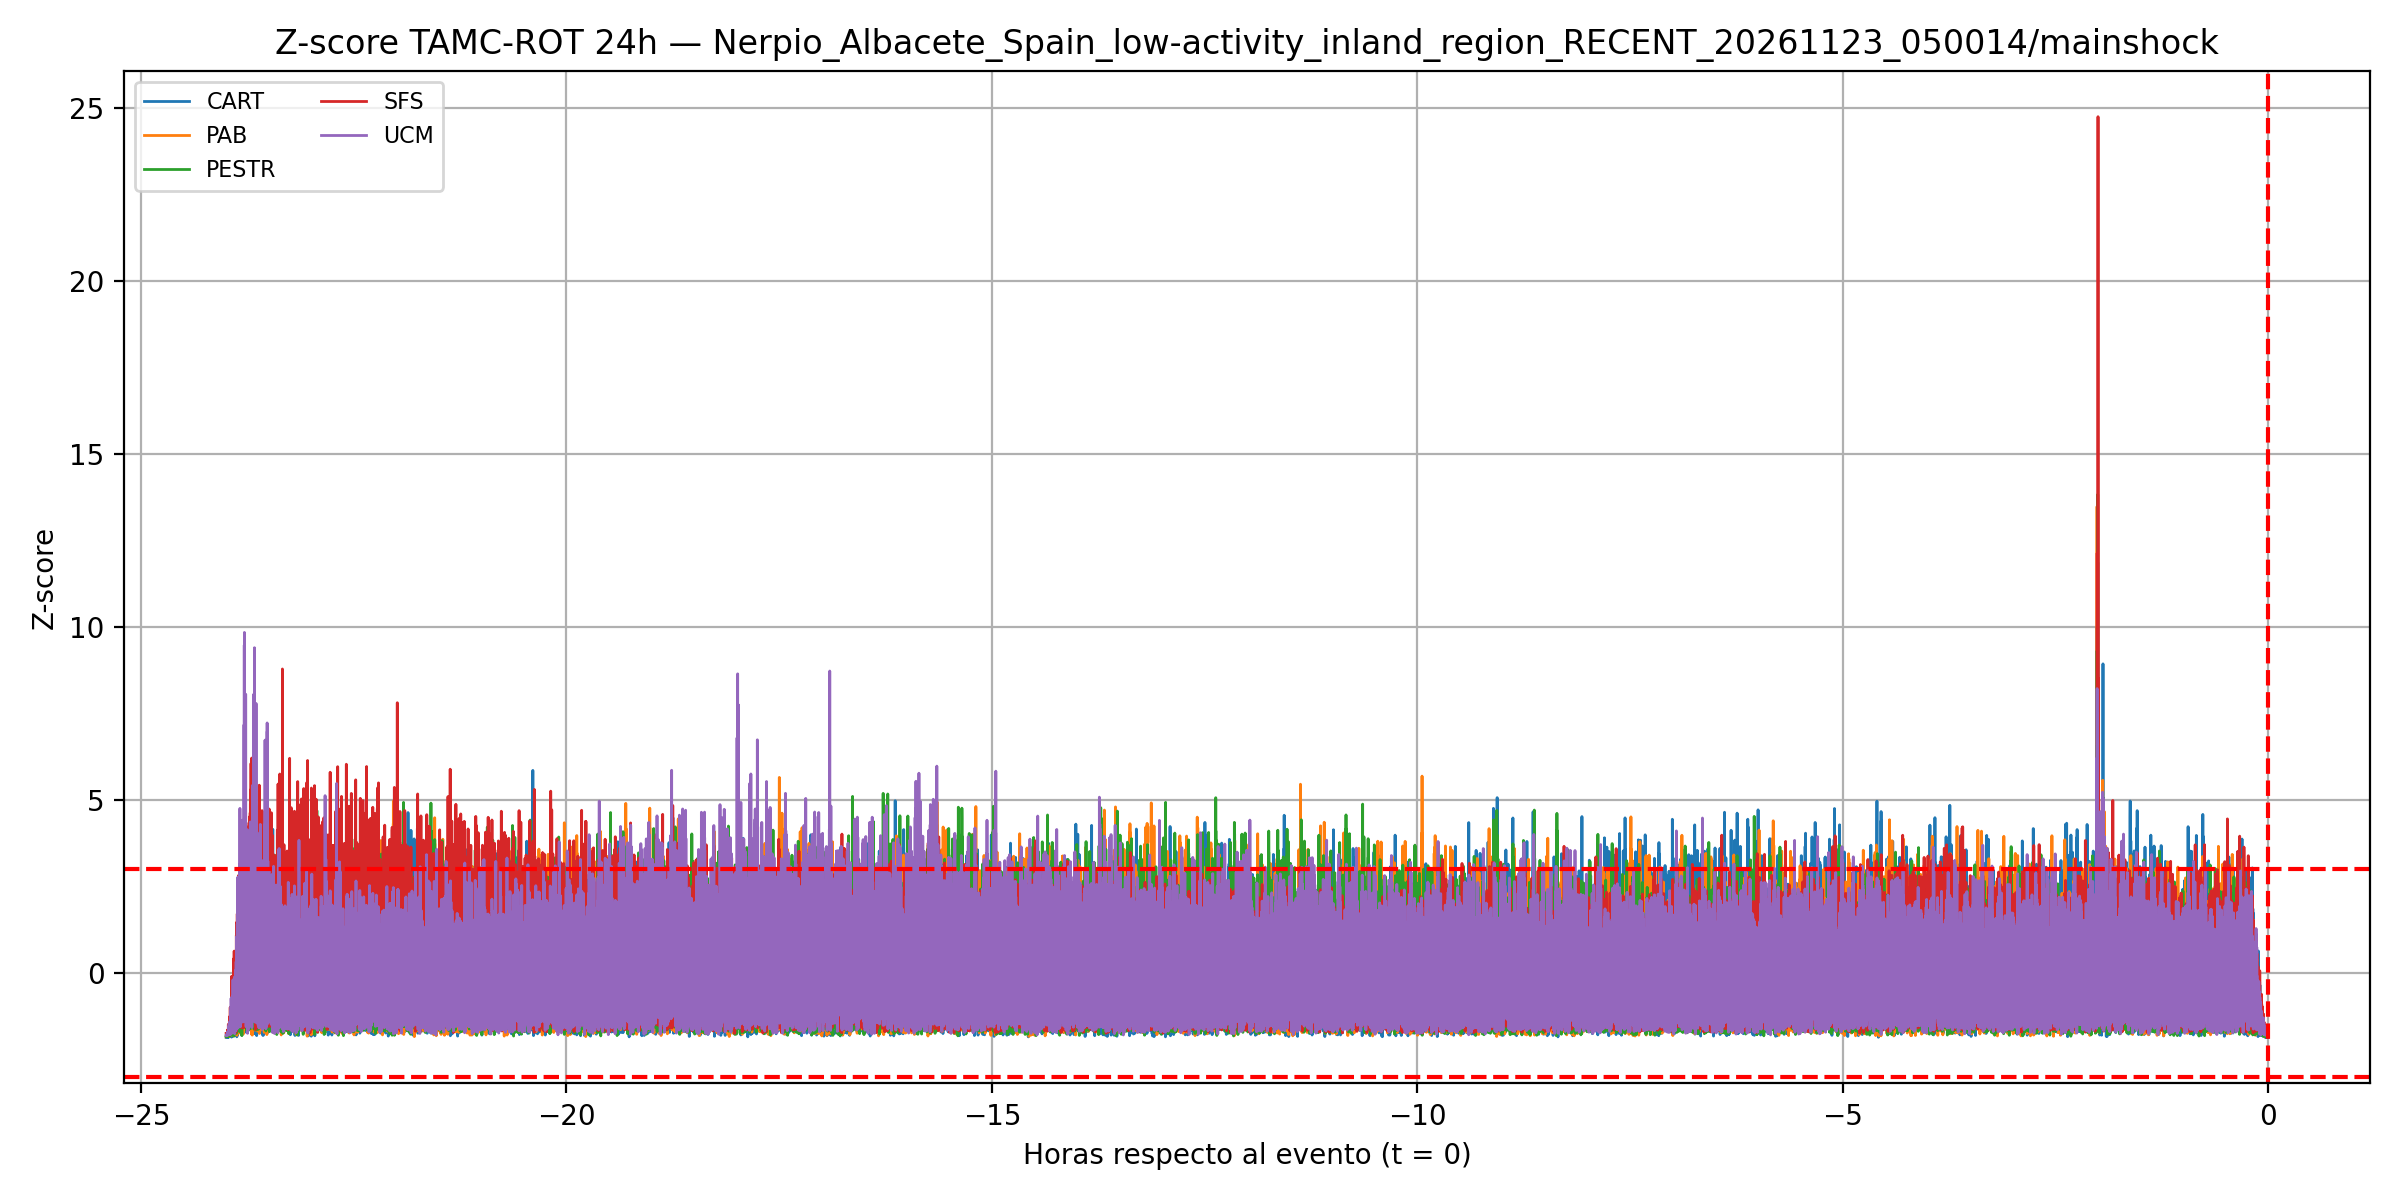 Z-score TAMC-ROT 24h — Nerpio_Albacete_Spain_low-activity_inland_region_RECENT_20261123_050014/mainshock
CART
PAB
PESTR
SFS
UCM
25
20
15
10
5
0
Z-score
−25
−20
−15
−10
−5
0
Horas respecto al evento (t = 0)